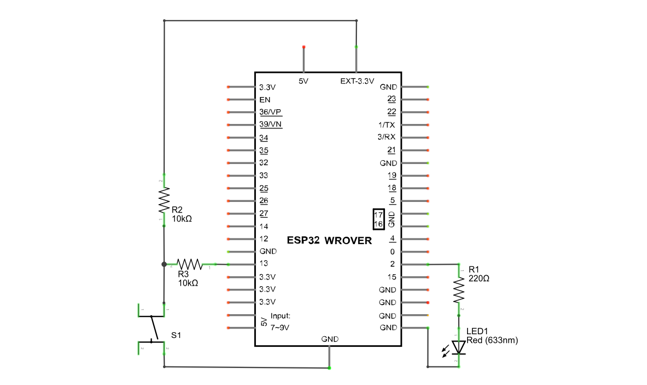 5V
EXT-3.3V
3.3V
EN
36/VP
39/VN
34
35
32
33
25
26
27
14
12
GND
13
3.3V
3.3V
3.3V
Input:
5V
7~9V
GND
23
22
1/TX
3/RX
21
GND
19
18
5
17
16
GND
4
0
2
15
GND
GND
GND
GND
ESP32 WROVER
GND
R2
10kΩ
R3
10kΩ
S1
R1
220Ω
LED1
Red (633nm)